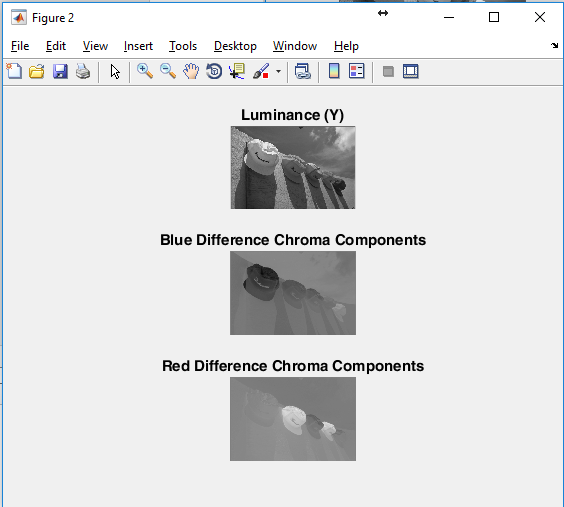 Figure 2
File Edit View Insert Tools Desktop Window Help
Luminance (Y)
Blue Difference Chroma Components
Red Difference Chroma Components